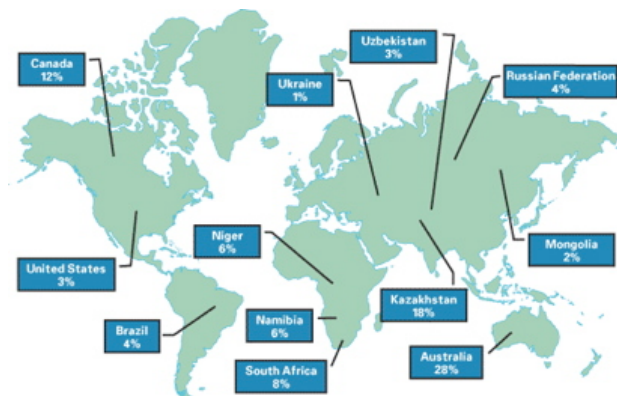 Canada
12%
Uzbekistan
3%
Ukraine
1%
Russian Federation
4%
Niger
6%
Mongolia
2%
United States
3%
Kazakhstan
18%
Brazil
4%
Namibia
6%
South Africa
8%
Australia
28%